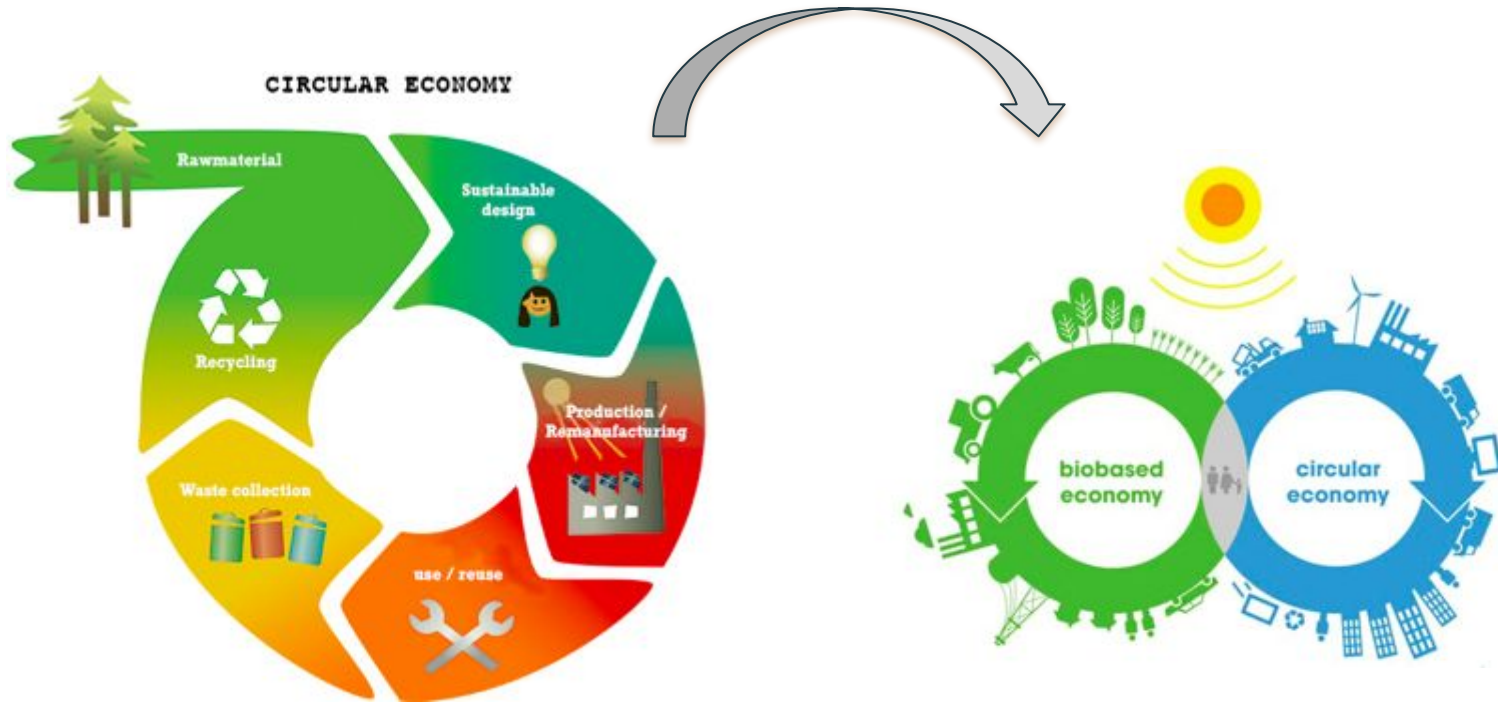 CIRCULAR ECONOMY
Rawmaterial
Sustainable
design
Production /
Remanufacturing
use / reuse
Waste collection
Recycling
biobased
economy
circular
economy